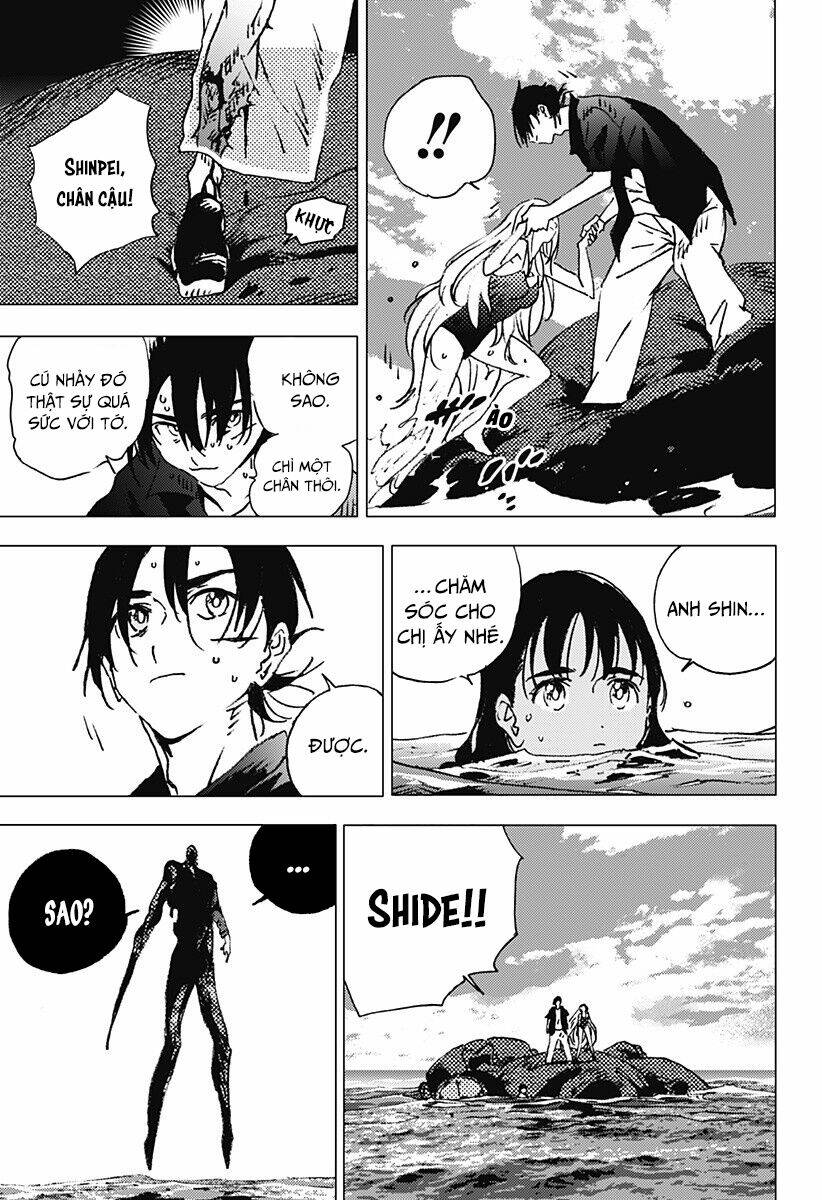 !!
SHINPEI,
CHÂN CẬU!
KHỰC
ÀO
KHÔNG
SAO.
CHỈ MỘT
CHÂN THÔI.
CÚ NHẢY ĐÓ
THẬT SỰ QUÁ
SỨC VỚI TỚ.
ANH SHIN...
...CHĂM
SÓC CHO
CHỊ ẤY NHÉ.
ĐƯỢC.
SHIDE!!
...
SAO?